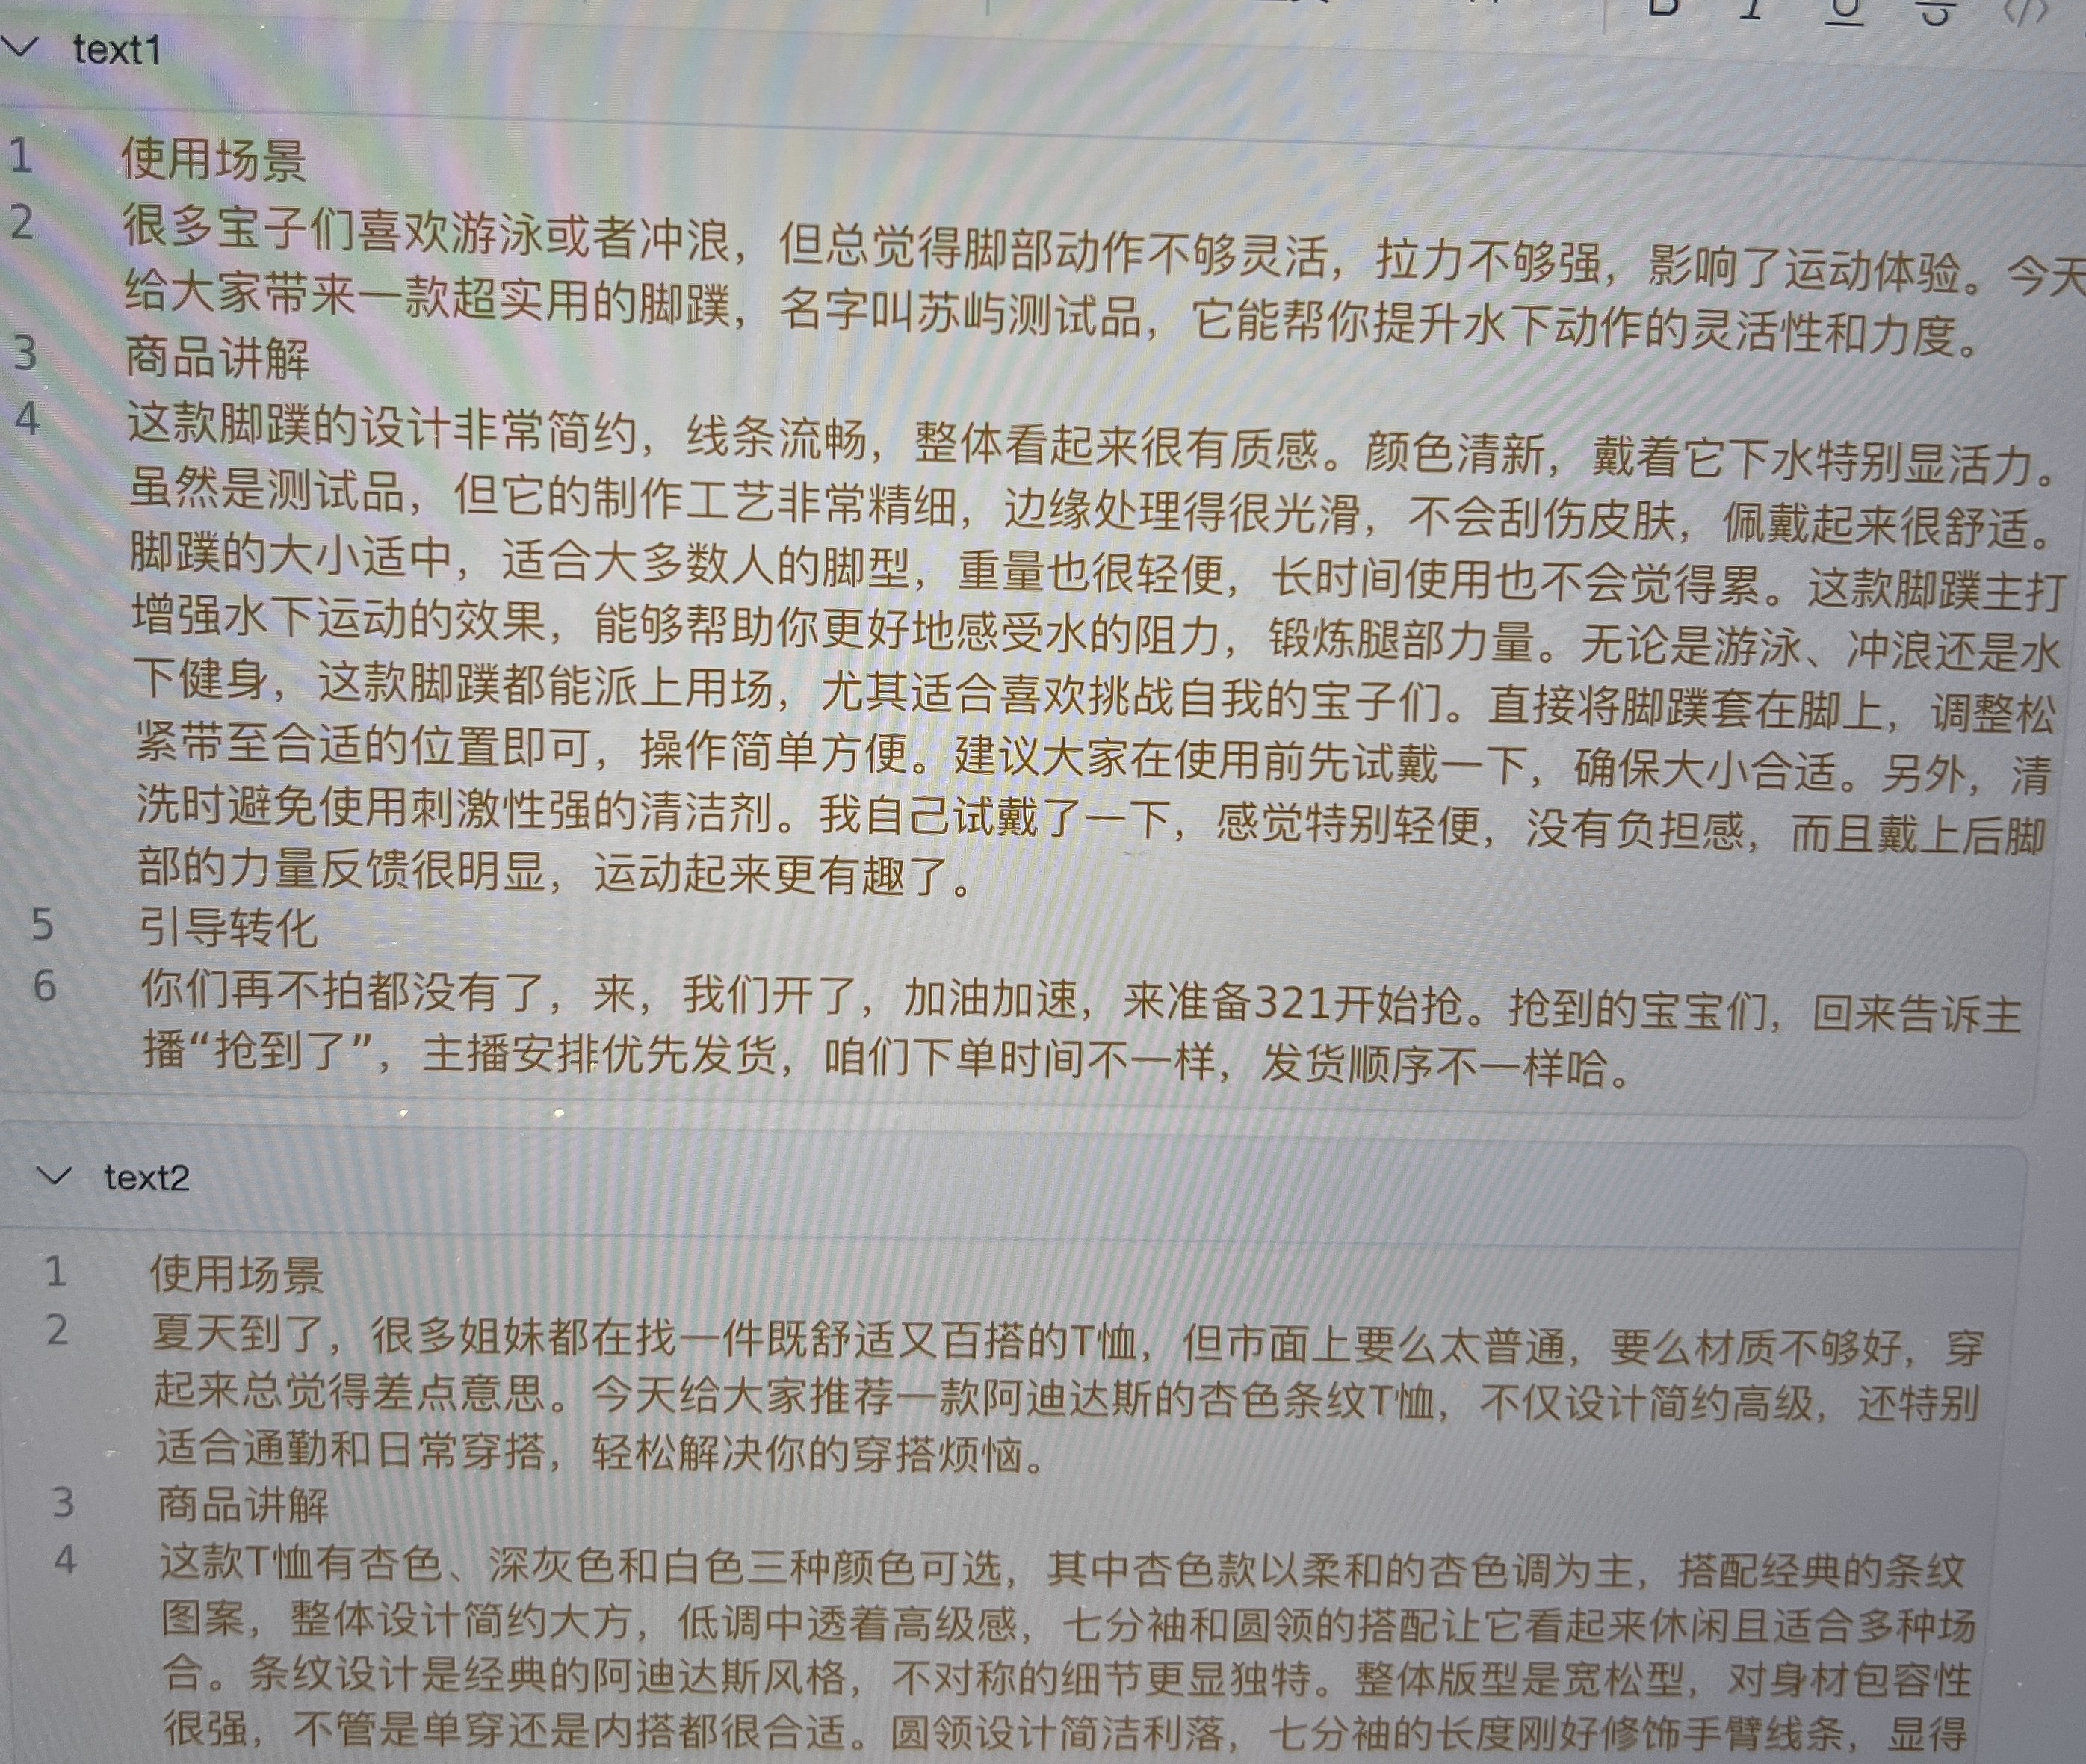 text1
1 使用场景
2 很多宝子们喜欢游泳或者冲浪，但总觉得脚部动作不够灵活，拉力不够强，影响了运动体验。今天
给大家带来一款超实用的脚蹼，名字叫苏屿测试品，它能帮你提升水下动作的灵活性和力度。
3 商品讲解
4 这款脚蹼的设计非常简约，线条流畅，整体看起来很有质感。颜色清新，戴着它下水特别显活力。
虽然是测试品，但它的制作工艺非常精细，边缘处理得很光滑，不会刮伤皮肤，佩戴起来很舒适。
脚蹼的大小适中，适合大多数人的脚型，重量也很轻便，长时间使用也不会觉得累。这款脚蹼主打
增强水下运动的效果，能够帮助你更好地感受水的阻力，锻炼腿部力量。无论是游泳、冲浪还是水
下健身，这款脚蹼都能派上用场，尤其适合喜欢挑战自我的宝子们。直接将脚蹼套在脚上，调整松
紧带至合适的位置即可，操作简单方便。建议大家在使用前先试戴一下，确保大小合适。另外，清
洗时避免使用刺激性强的清洁剂。我自己试戴了一下，感觉特别轻便，没有负担感，而且戴上后脚
部的力量反馈很明显，运动起来更有趣了。
5 引导转化
6 你们再不拍都没有了，来，我们开了，加油加速，来准备321开始抢。抢到的宝宝们，回来告诉主
播“抢到了”，主播安排优先发货，咱们下单时间不一样，发货顺序不一样哈。
text2
1 使用场景
2 夏天到了，很多姐妹都在找一件既舒适又百搭的T恤，但市面上要么太普通，要么材质不够好，穿
起来总觉得差点意思。今天给大家推荐一款阿迪达斯的杏色条纹T恤，不仅设计简约高级，还特别
适合通勤和日常穿搭，轻松解决你的穿搭烦恼。
3 商品讲解
4 这款T恤有杏色、深灰色和白色三种颜色可选，其中杏色款以柔和的杏色调为主，搭配经典的条纹
图案，整体设计简约大方，低调中透着高级感，七分袖和圆领的搭配让它看起来休闲且适合多种场
合。条纹设计是经典的阿迪达斯风格，不对称的细节更显独特。整体版型是宽松型，对身材包容性
很强，不管是单穿还是内搭都很合适。圆领设计简洁利落，七分袖的长度刚好修饰手臂线条，显得